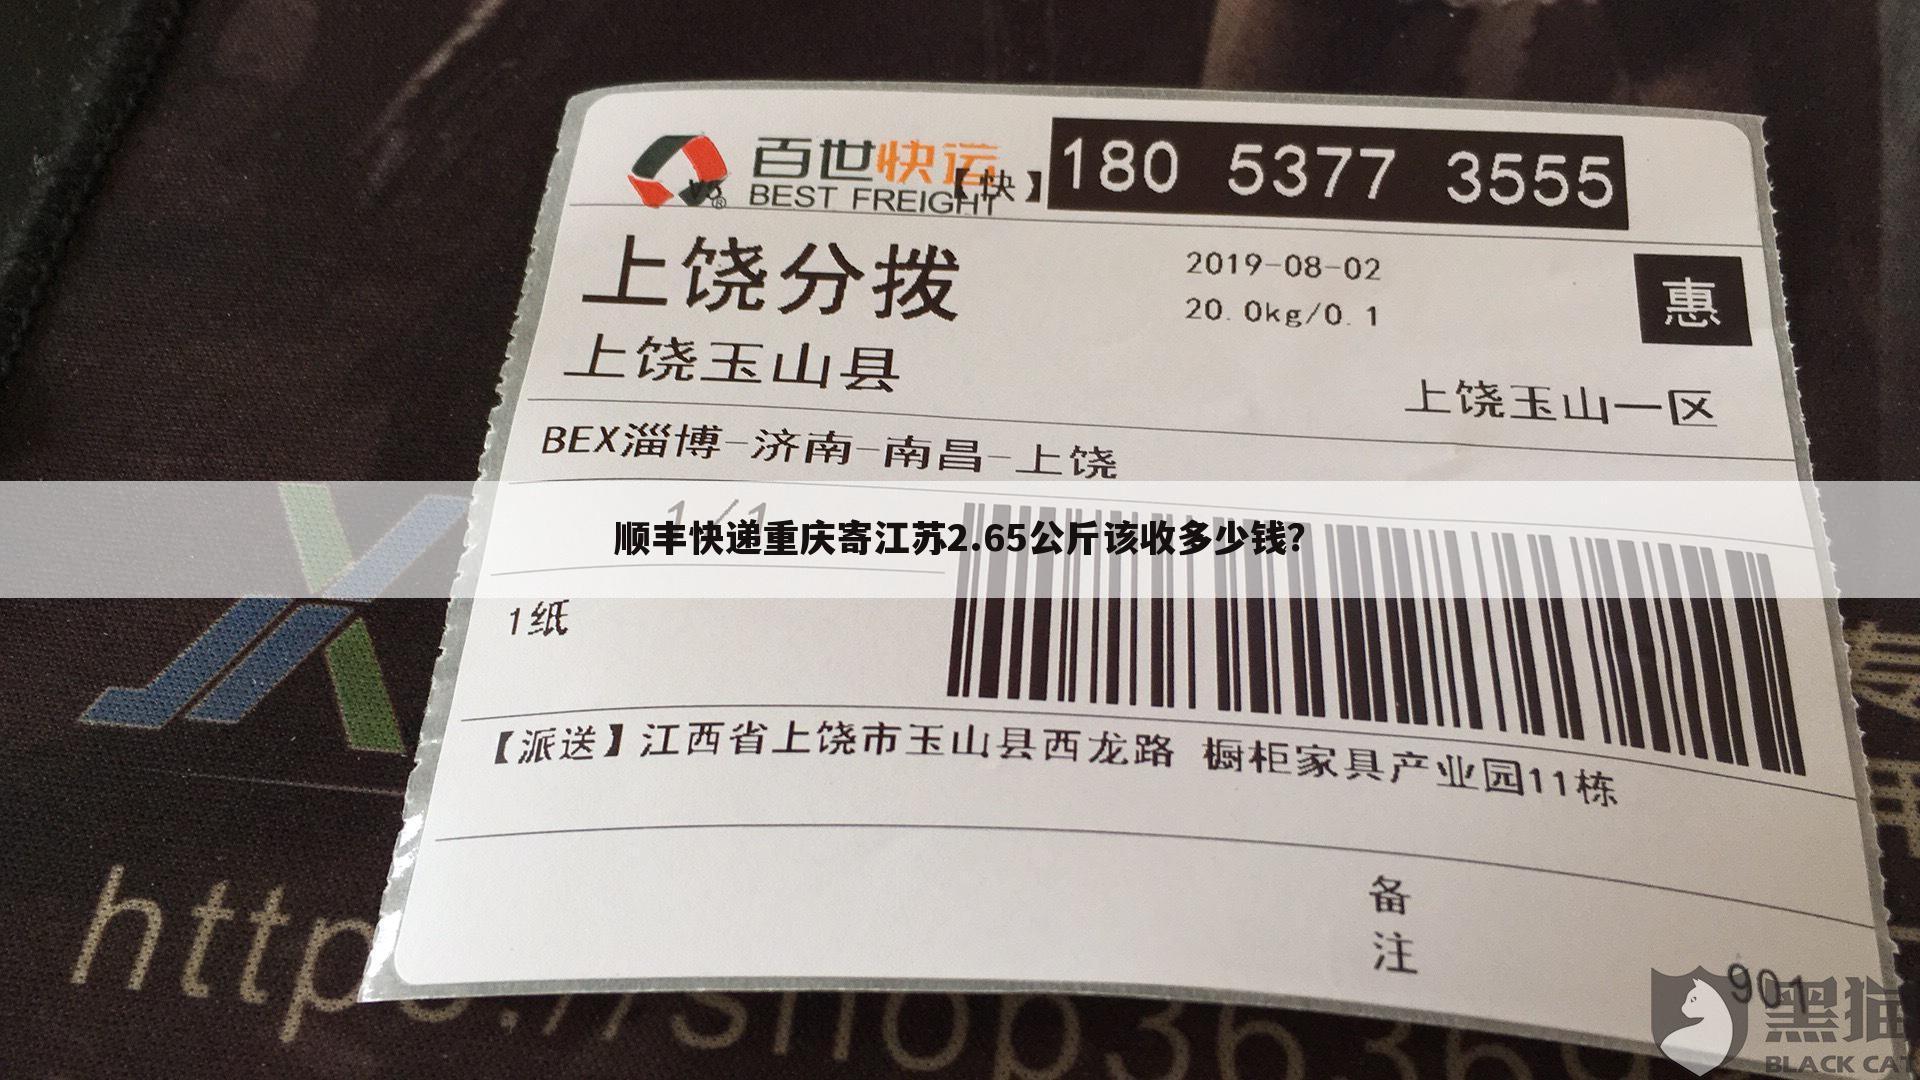 百世快运
BEST FREIGHT
【快】
180 5377 3555
上饶分拨
2019-08-02
20.0kg/0.1
惠
上饶玉山县
上饶玉山一区
BEX淄博-济南-南昌-上饶
1/1
顺丰快递重庆寄江苏2.65公斤该收多少钱?
1纸
【派送】江西省上饶市玉山县西龙路 橱柜家具产业园11栋
备
注
901
黑猫
BLACK CAT